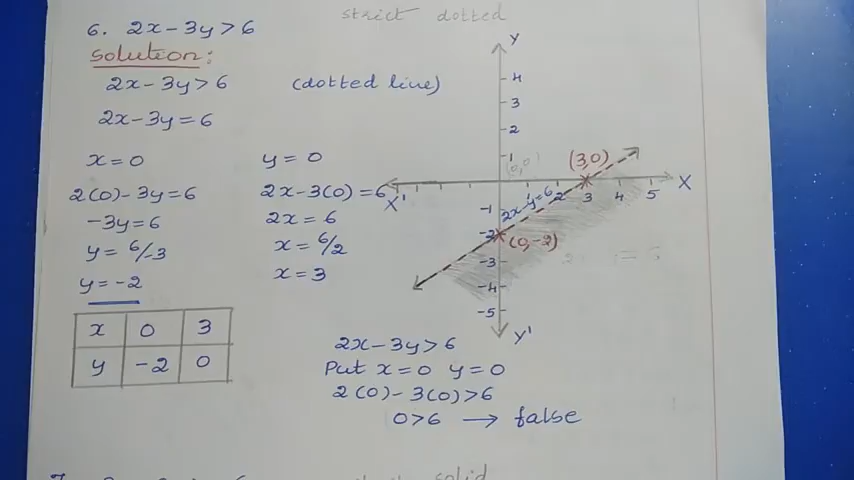 strict dotted
6. 2x-3y>6
Solution:
2x-3y>6 (dotted line)
2x-3y=6
x=0
2(0)-3y=6
-3y=6
y=6/-3
y=-2
y=0
2x-3(0)=6
2x=6
x=6/2
x=3
x 0 3
y -2 0
Y
4
3
2
1
(0,0)
(3,0)
X'
X
2 3 4 5
-1
-2
-3
-4
-5
(0,-2)
Y'
2x-3y>6
Put x=0 y=0
2(0)-3(0)>6
0>6 → false
solid